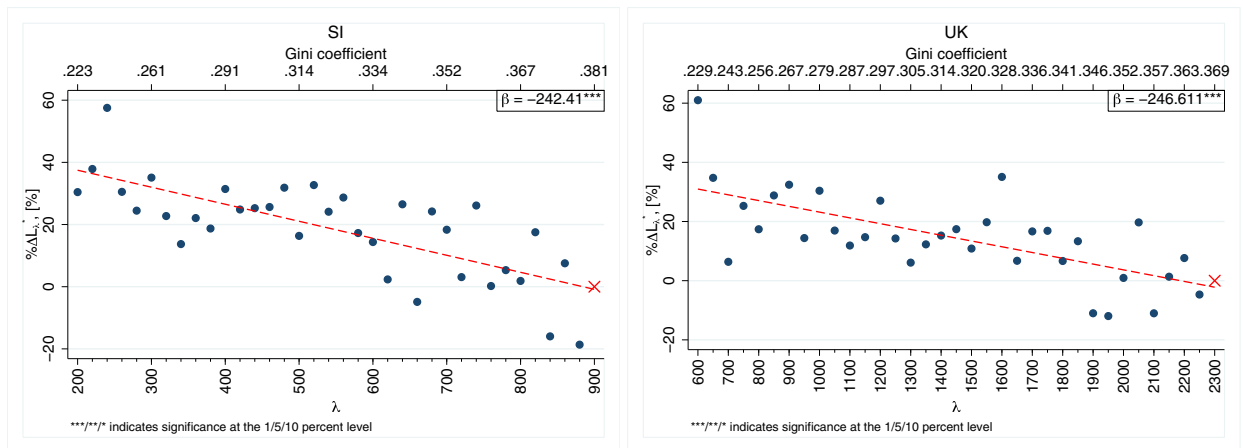 SI
Gini coefficient
.223 .261 .291 .314 .334 .352 .367 .381
β = −242.41***
60
40
20
0
−20
%ΔL*λ, [%]
200 300 400 500 600 700 800 900
λ
***/**/* indicates significance at the 1/5/10 percent level
UK
Gini coefficient
.229.243.256.267.279.287.297.305.314.320.328.336.341.346.352.357.363.369
β = −246.611***
60
40
20
0
−20
%ΔL*λ, [%]
600 700 800 900 1000 1100 1200 1300 1400 1500 1600 1700 1800 1900 2000 2100 2200 2300
λ
***/**/* indicates significance at the 1/5/10 percent level